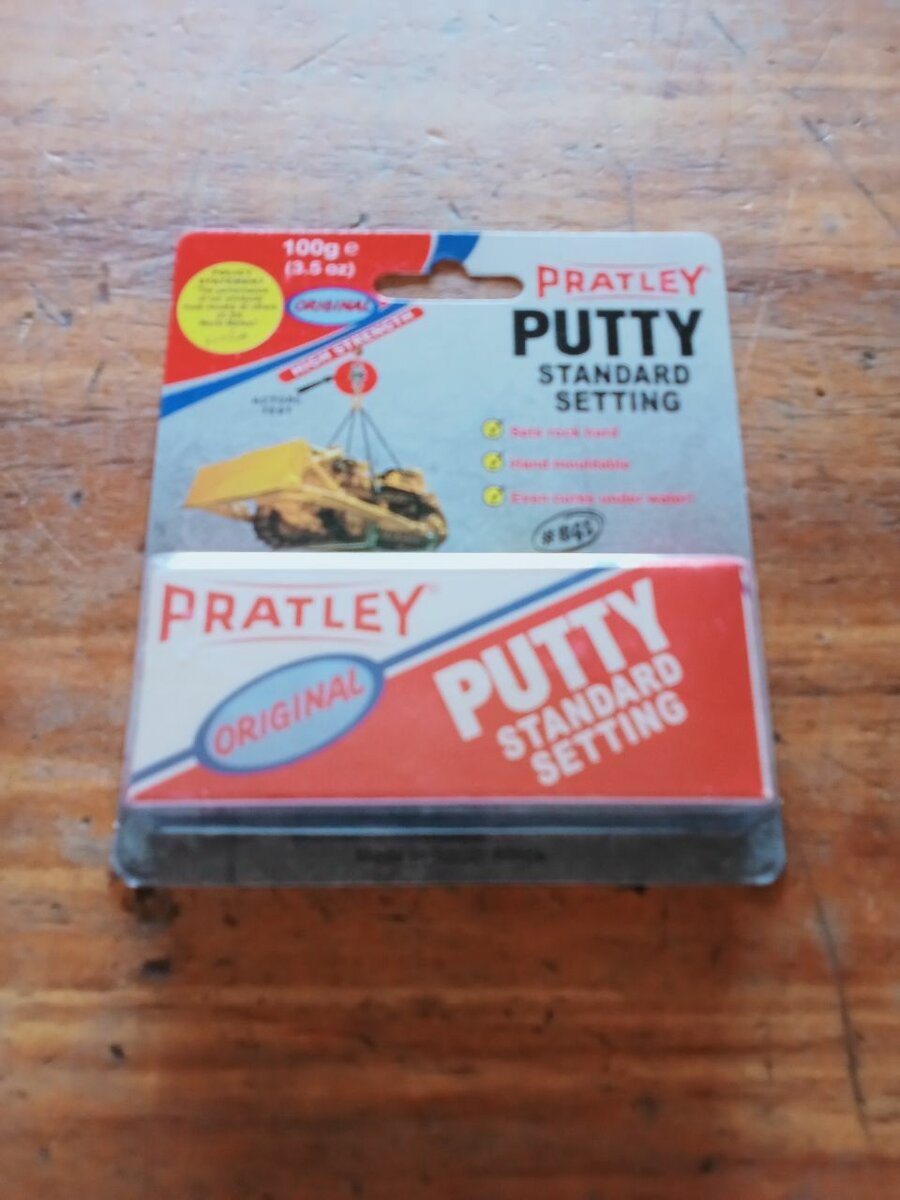 100g e
(3.5 oz)
ORIGINAL
HIGH STRENGTH
ACTUAL
TEST
PRATLEY
PUTTY
STANDARD
SETTING
Sets rock hard
Hand mouldable
Even cures under water!
PRATLEY
ORIGINAL
PUTTY
STANDARD
SETTING